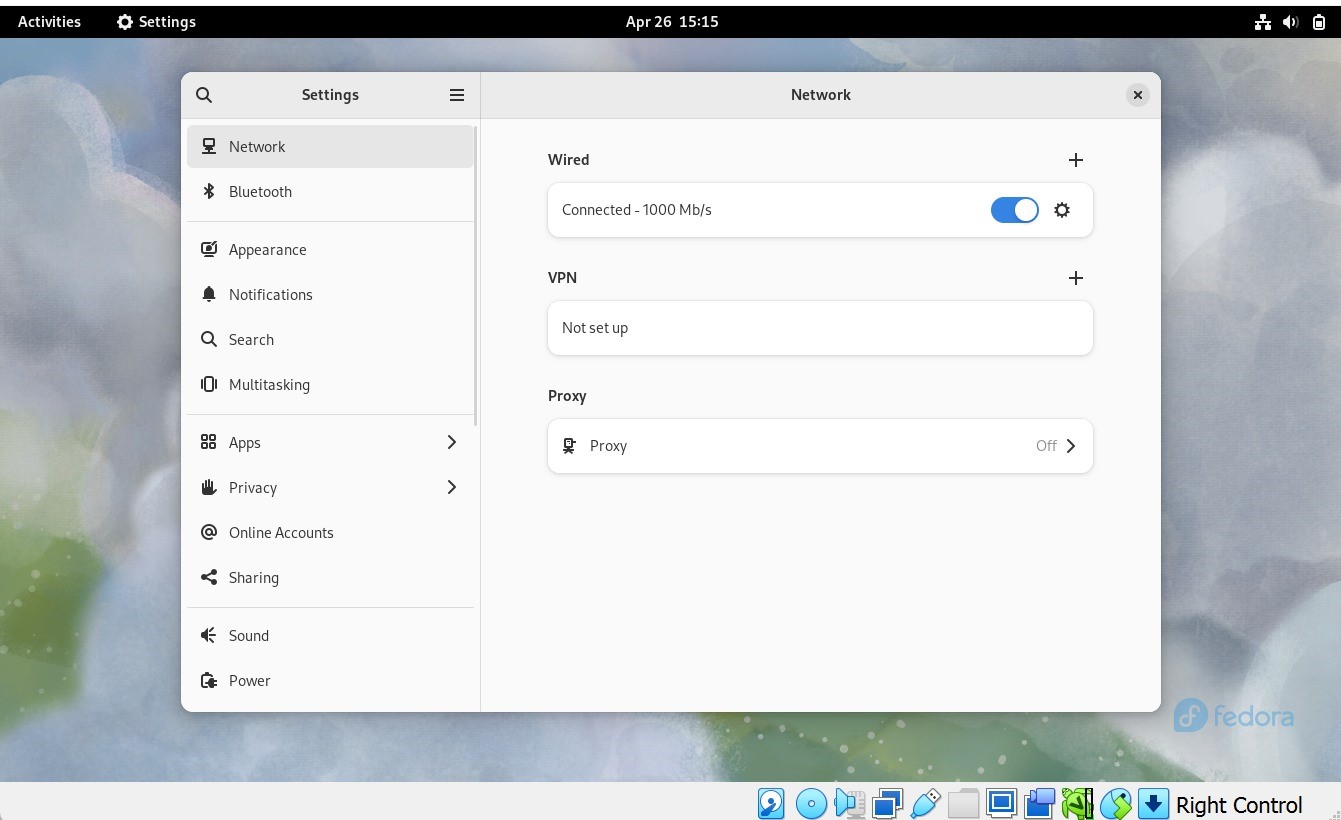 Activities Settings Apr 26 15:15
Settings Network
Network
Bluetooth
Appearance
Notifications
Search
Multitasking
Apps
Privacy
Online Accounts
Sharing
Sound
Power
Wired
Connected - 1000 Mb/s
VPN
Not set up
Proxy
Proxy Off
fedora
Right Control